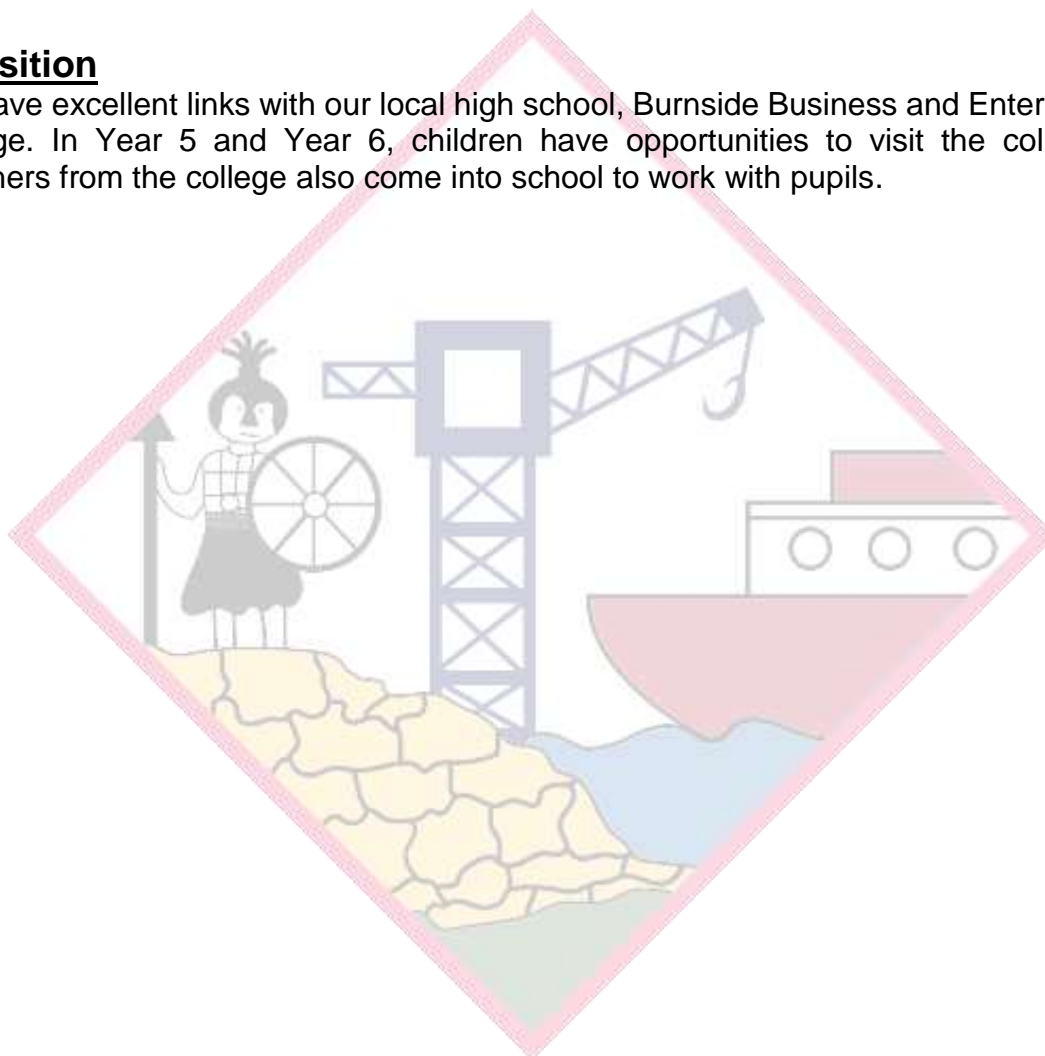 sition
ave excellent links with our local high school, Burnside Business and Enter
ge. In Year 5 and Year 6, children have opportunities to visit the col
ers from the college also come into school to work with pupils.